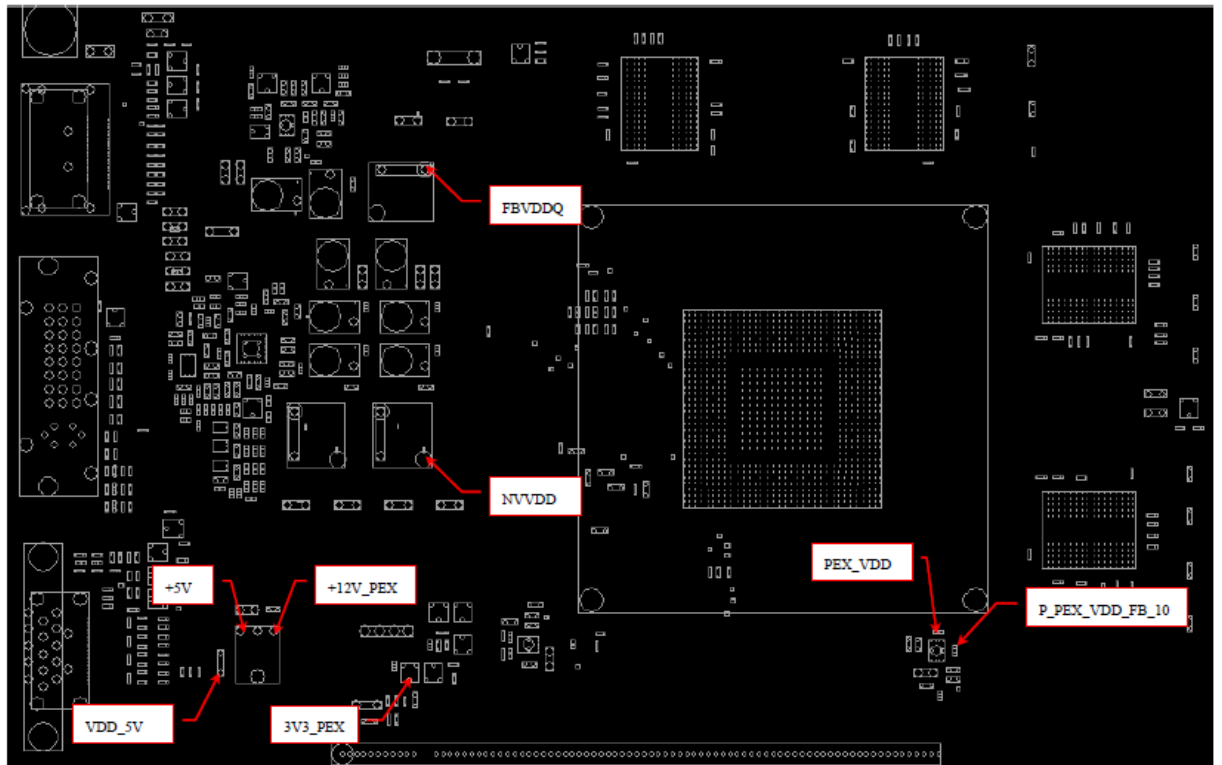 FBVDDQ
NVVDD
PEX_VDD
+5V
+12V_PEX
P_PEX_VDD_FB_10
VDD_5V
3V3_PEX